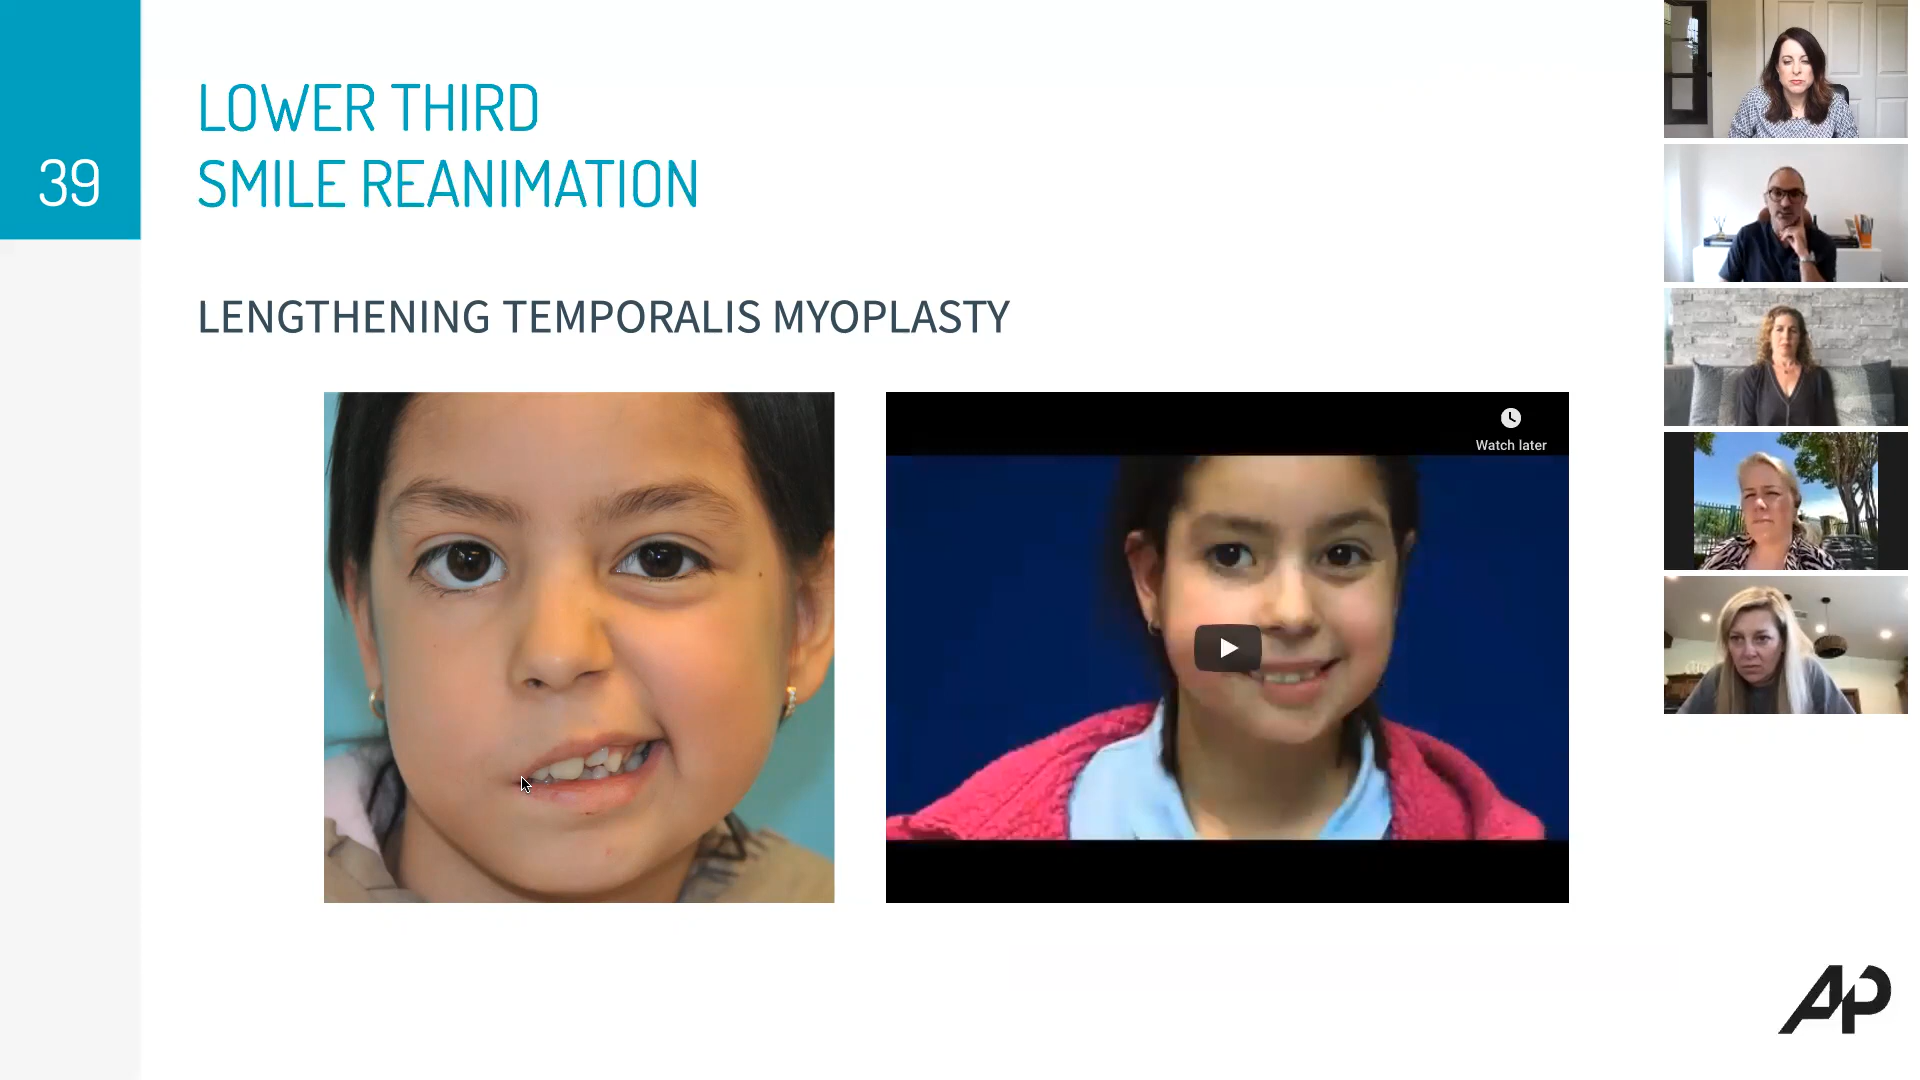 39
LOWER THIRD
SMILE REANIMATION
LENGTHENING TEMPORALIS MYOPLASTY
Watch later
AP